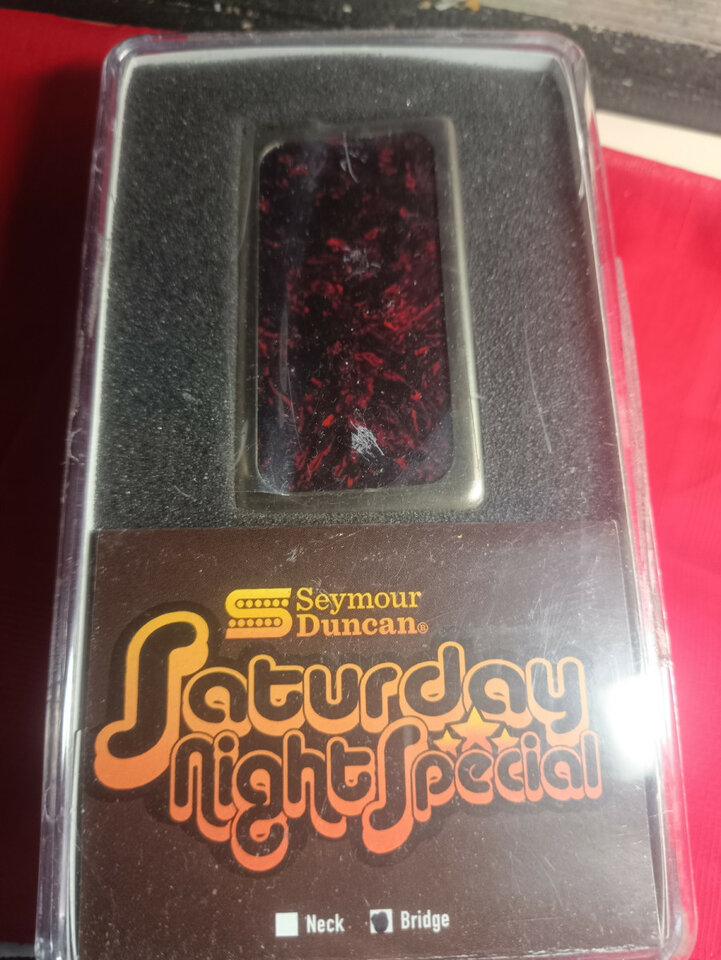 Seymour
Duncan®
Saturday
Night Special
Neck Bridge